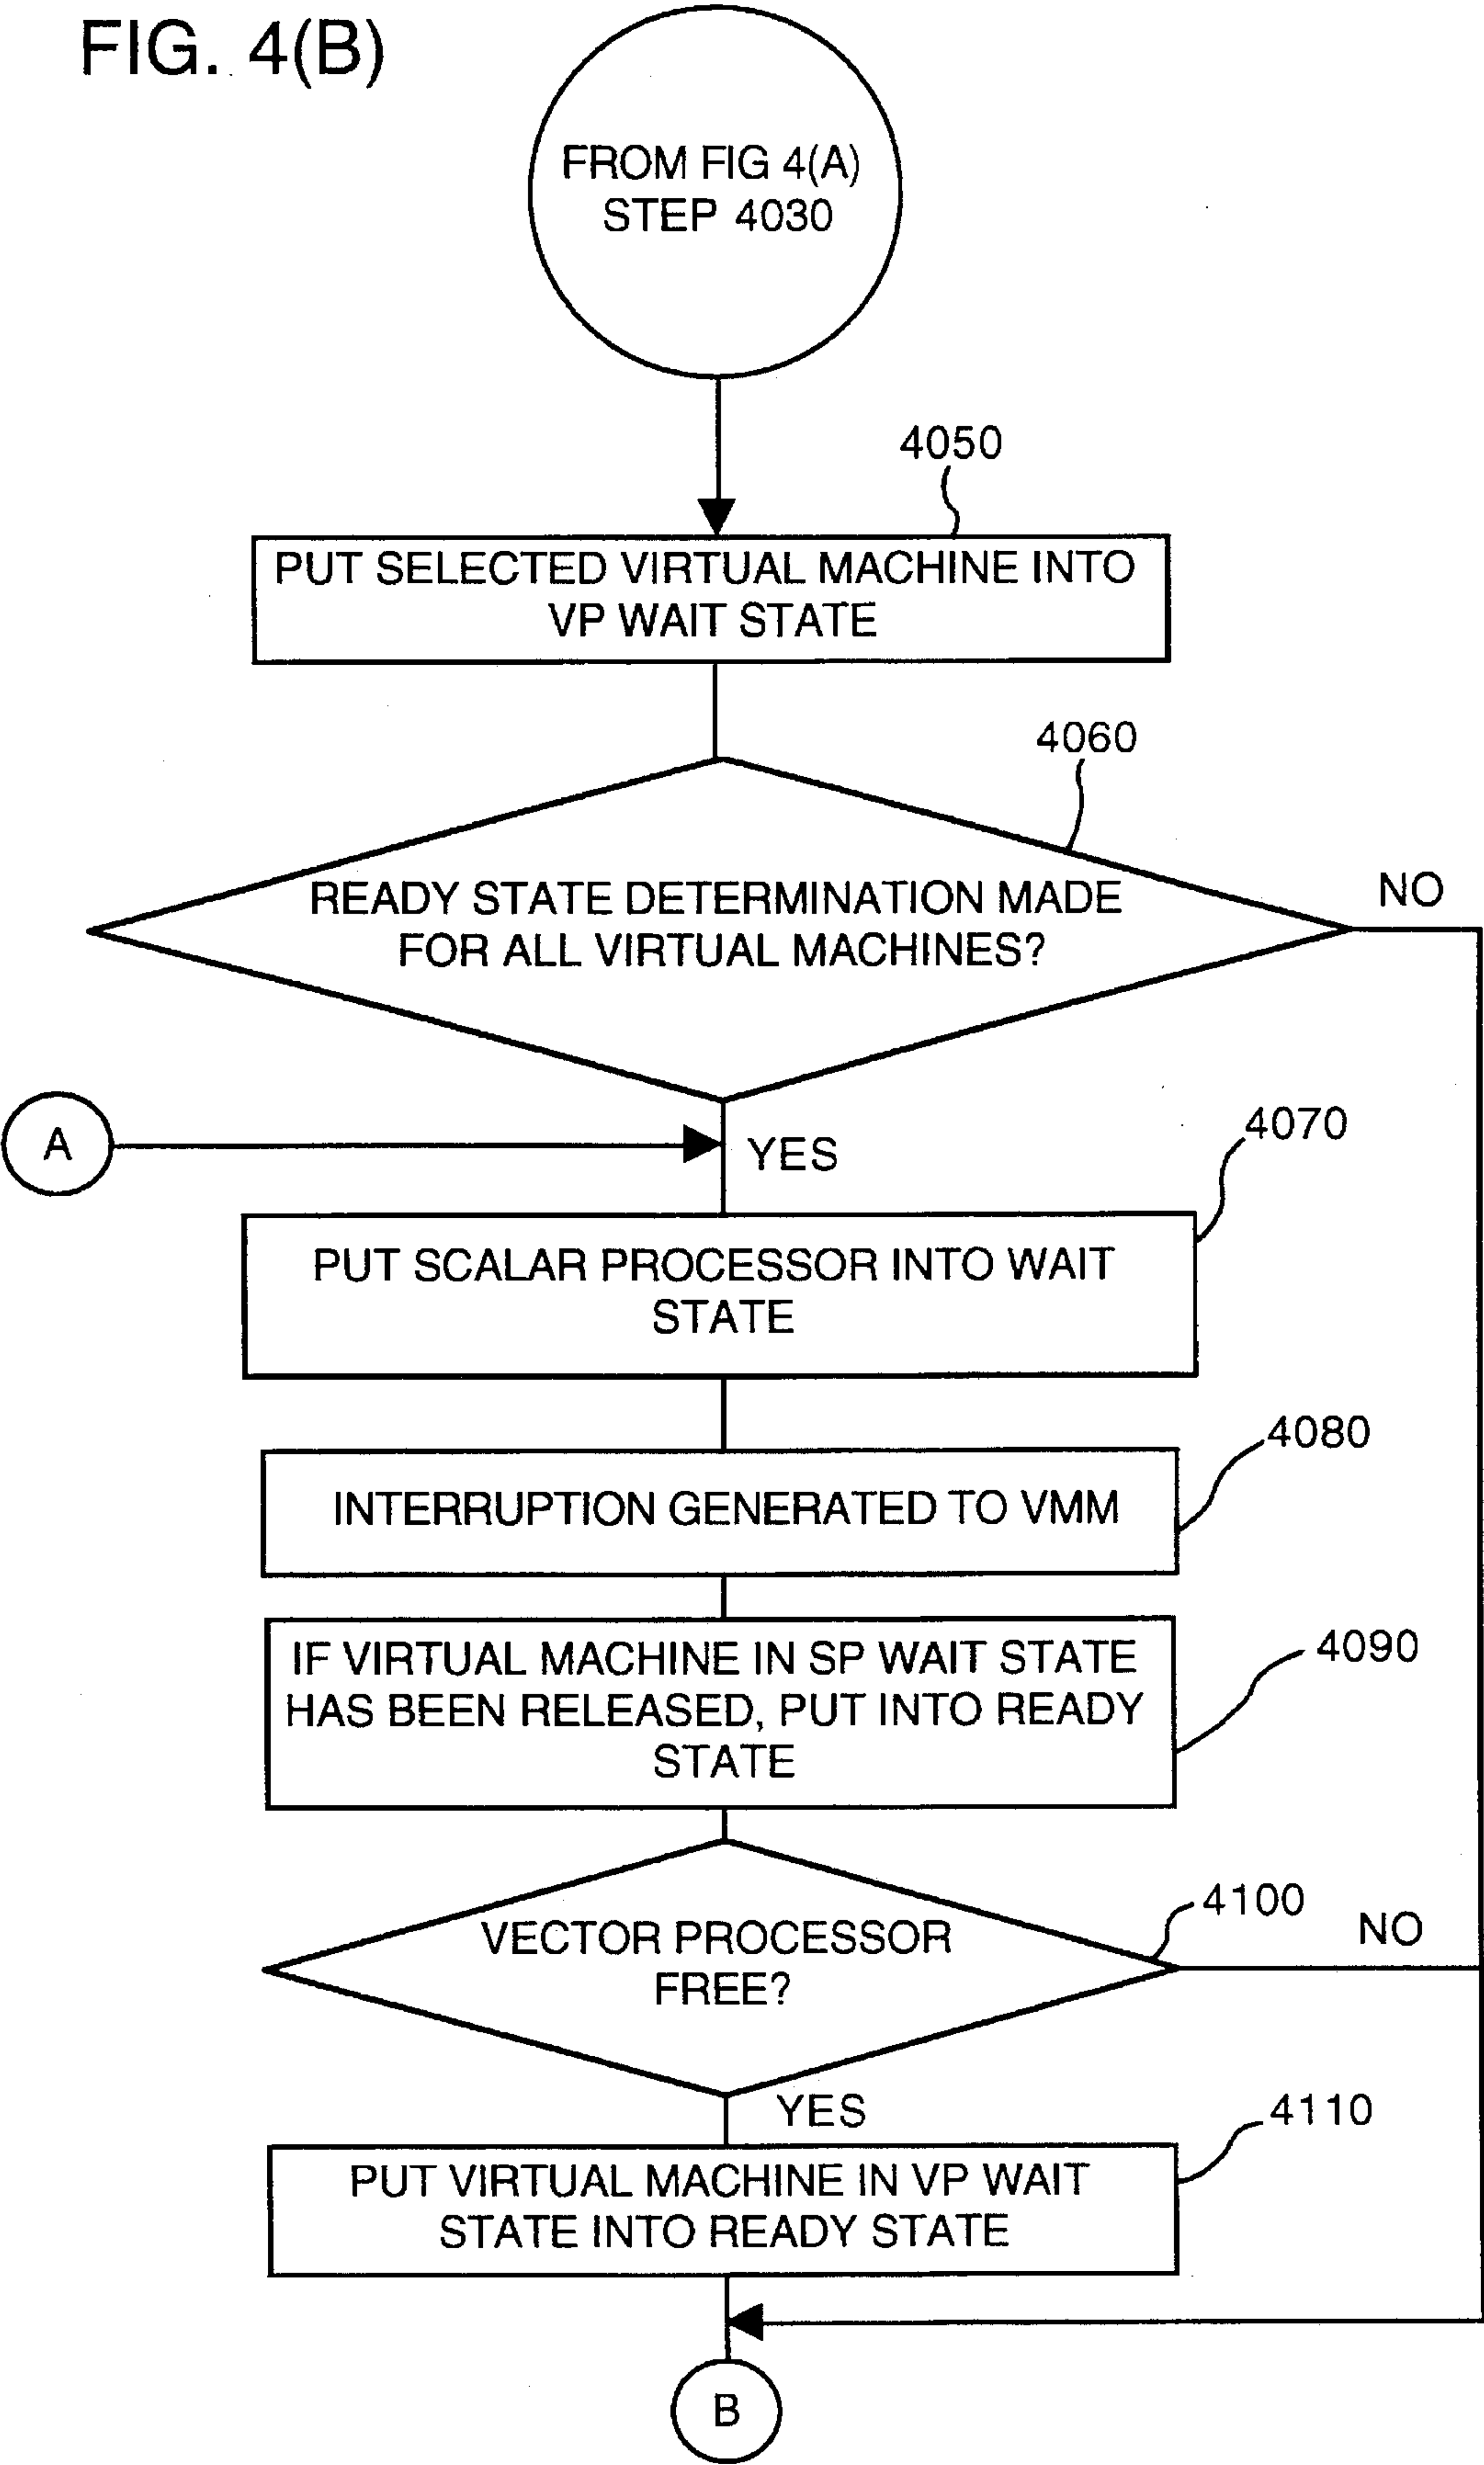 FIG. 4(B)
FROM FIG 4(A)
STEP 4030
4050
PUT SELECTED VIRTUAL MACHINE INTO
VP WAIT STATE
4060
READY STATE DETERMINATION MADE
FOR ALL VIRTUAL MACHINES?
NO
A
YES
4070
PUT SCALAR PROCESSOR INTO WAIT
STATE
4080
INTERRUPTION GENERATED TO VMM
4090
IF VIRTUAL MACHINE IN SP WAIT STATE
HAS BEEN RELEASED, PUT INTO READY
STATE
4100
VECTOR PROCESSOR
FREE?
NO
YES
4110
PUT VIRTUAL MACHINE IN VP WAIT
STATE INTO READY STATE
B